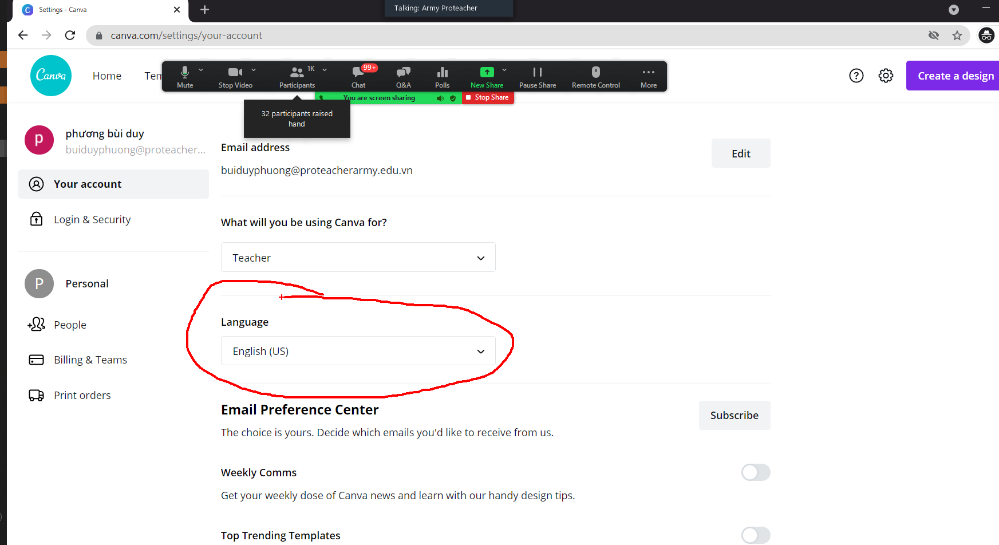 Settings - Canva
Talking: Army Proteacher
canva.com/settings/your-account
Canva
Home
Tem
Mute
Stop Video
Participants
1K
Chat
99+
Q&A
Polls
New Share
Pause Share
Remote Control
More
Create a design
You are screen sharing
Stop Share
32 participants raised
hand
p
phương bùi duy
buiduyphuong@proteacher...
Your account
Login & Security
P
Personal
People
Billing & Teams
Print orders
Email address
Edit
buiduyphuong@proteacherarmy.edu.vn
What will you be using Canva for?
Teacher
Language
English (US)
Email Preference Center
Subscribe
The choice is yours. Decide which emails you'd like to receive from us.
Weekly Comms
Get your weekly dose of Canva news and learn with our handy design tips.
Top Trending Templates